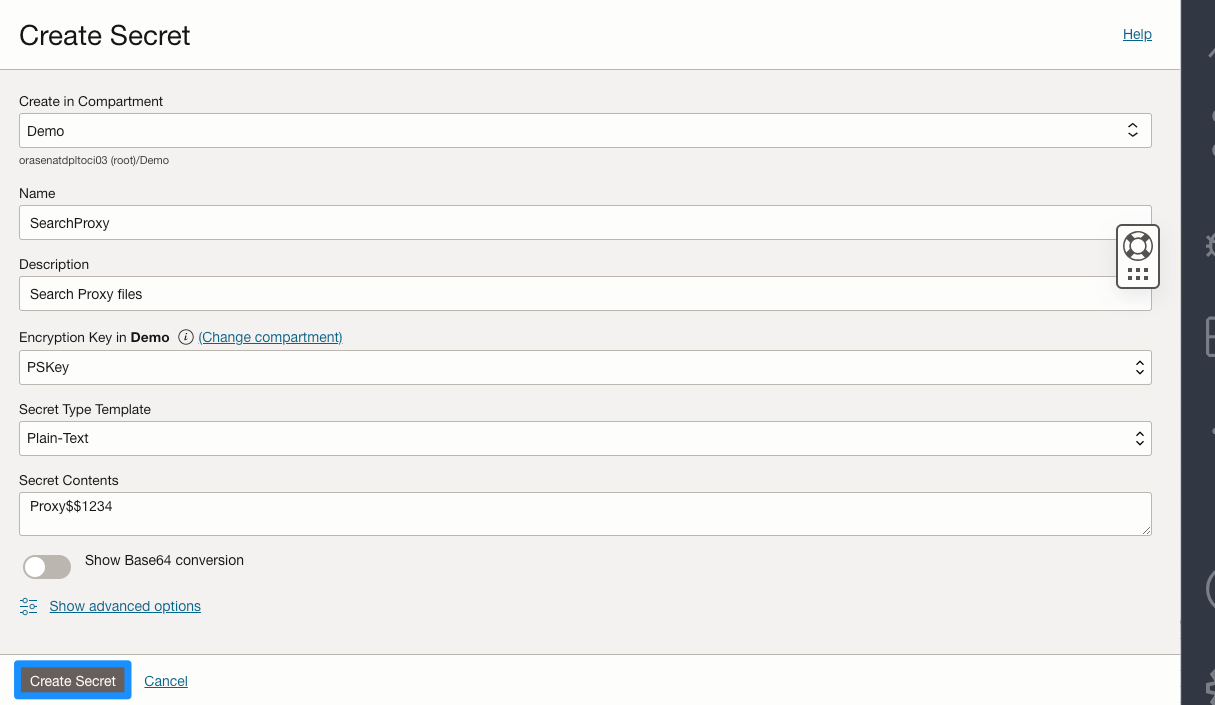 Create Secret
Help
Create in Compartment
Demo
orasenatdpltoci03 (root)/Demo
Name
SearchProxy
Description
Search Proxy files
Encryption Key in Demo (Change compartment)
PSKey
Secret Type Template
Plain-Text
Secret Contents
Proxy$$1234
Show Base64 conversion
Show advanced options
Create Secret
Cancel